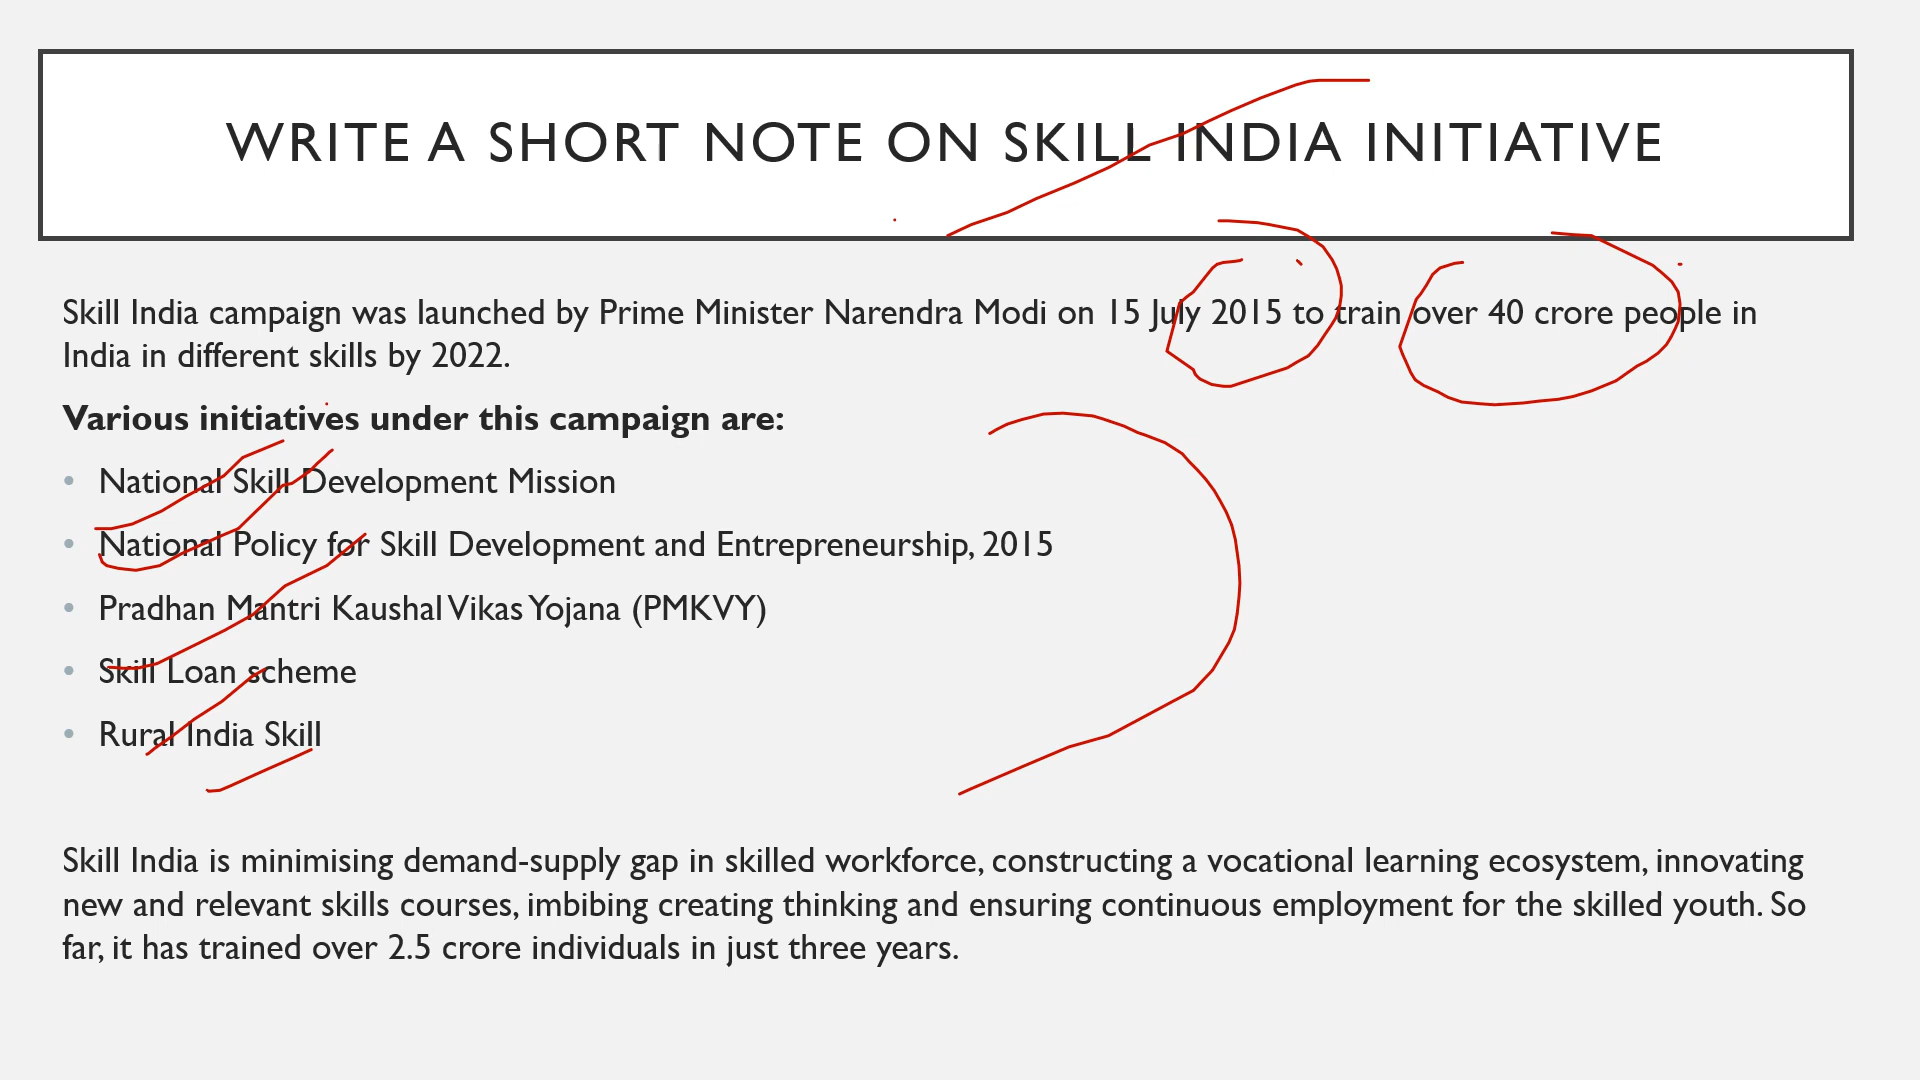 WRITE A SHORT NOTE ON SKILL INDIA INITIATIVE
Skill India campaign was launched by Prime Minister Narendra Modi on 15 July 2015 to train over 40 crore people in
India in different skills by 2022.
Various initiatives under this campaign are:
• National Skill Development Mission
• National Policy for Skill Development and Entrepreneurship, 2015
• Pradhan Mantri Kaushal Vikas Yojana (PMKVY)
• Skill Loan scheme
• Rural India Skill
Skill India is minimising demand-supply gap in skilled workforce, constructing a vocational learning ecosystem, innovating
new and relevant skills courses, imbibing creating thinking and ensuring continuous employment for the skilled youth. So
far, it has trained over 2.5 crore individuals in just three years.